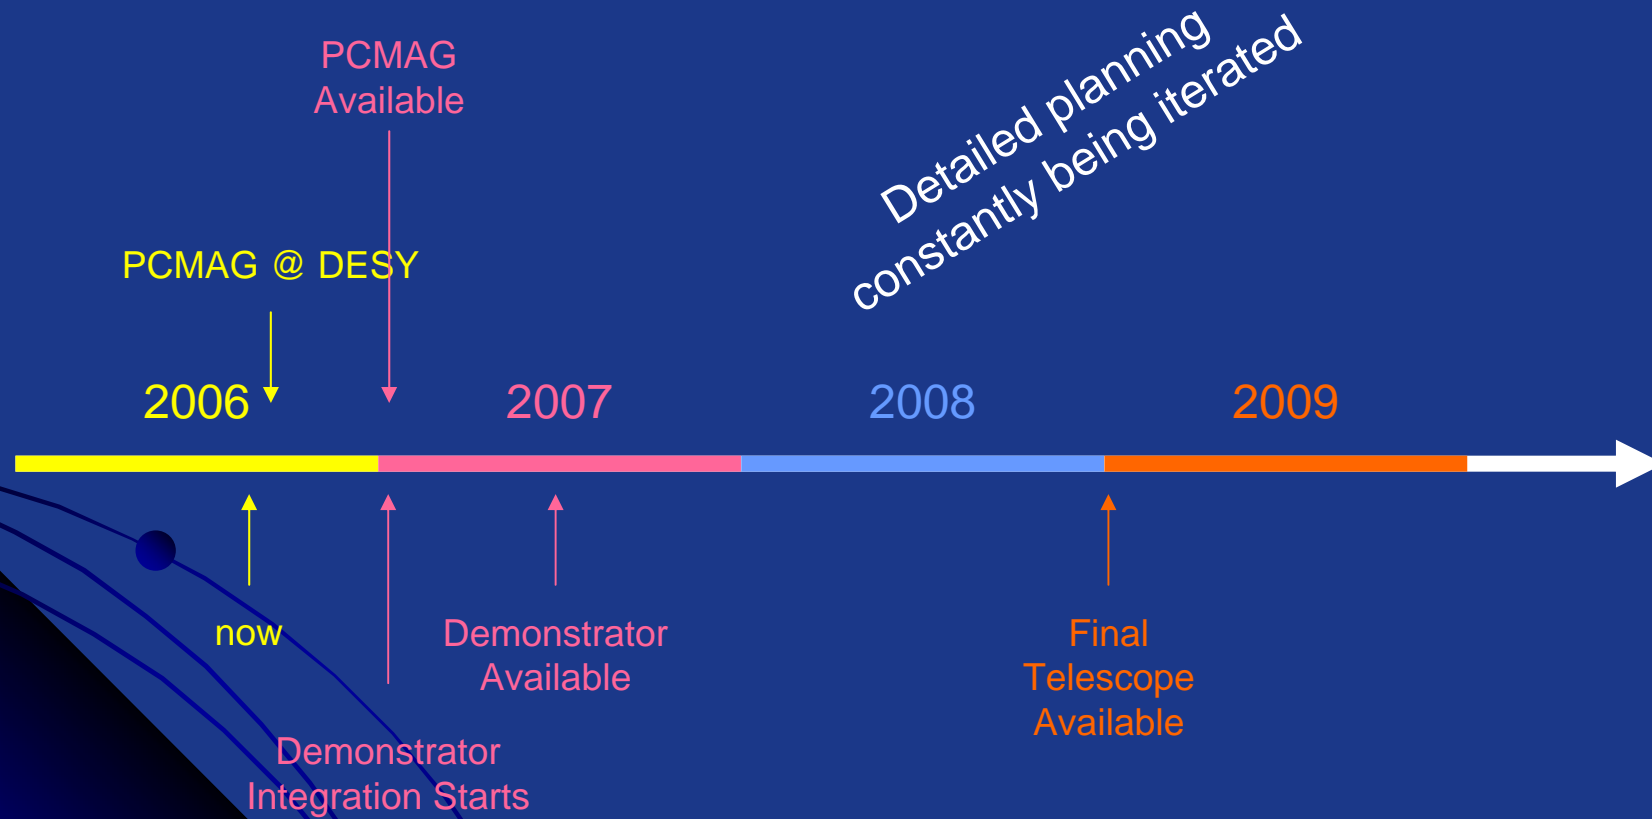 PCMAG
Available
Detailed planning
constantly being iterated
PCMAG @ DESY
2006
2007
2008
2009
now
Demonstrator
Available
Final
Telescope
Available
Demonstrator
Integration Starts